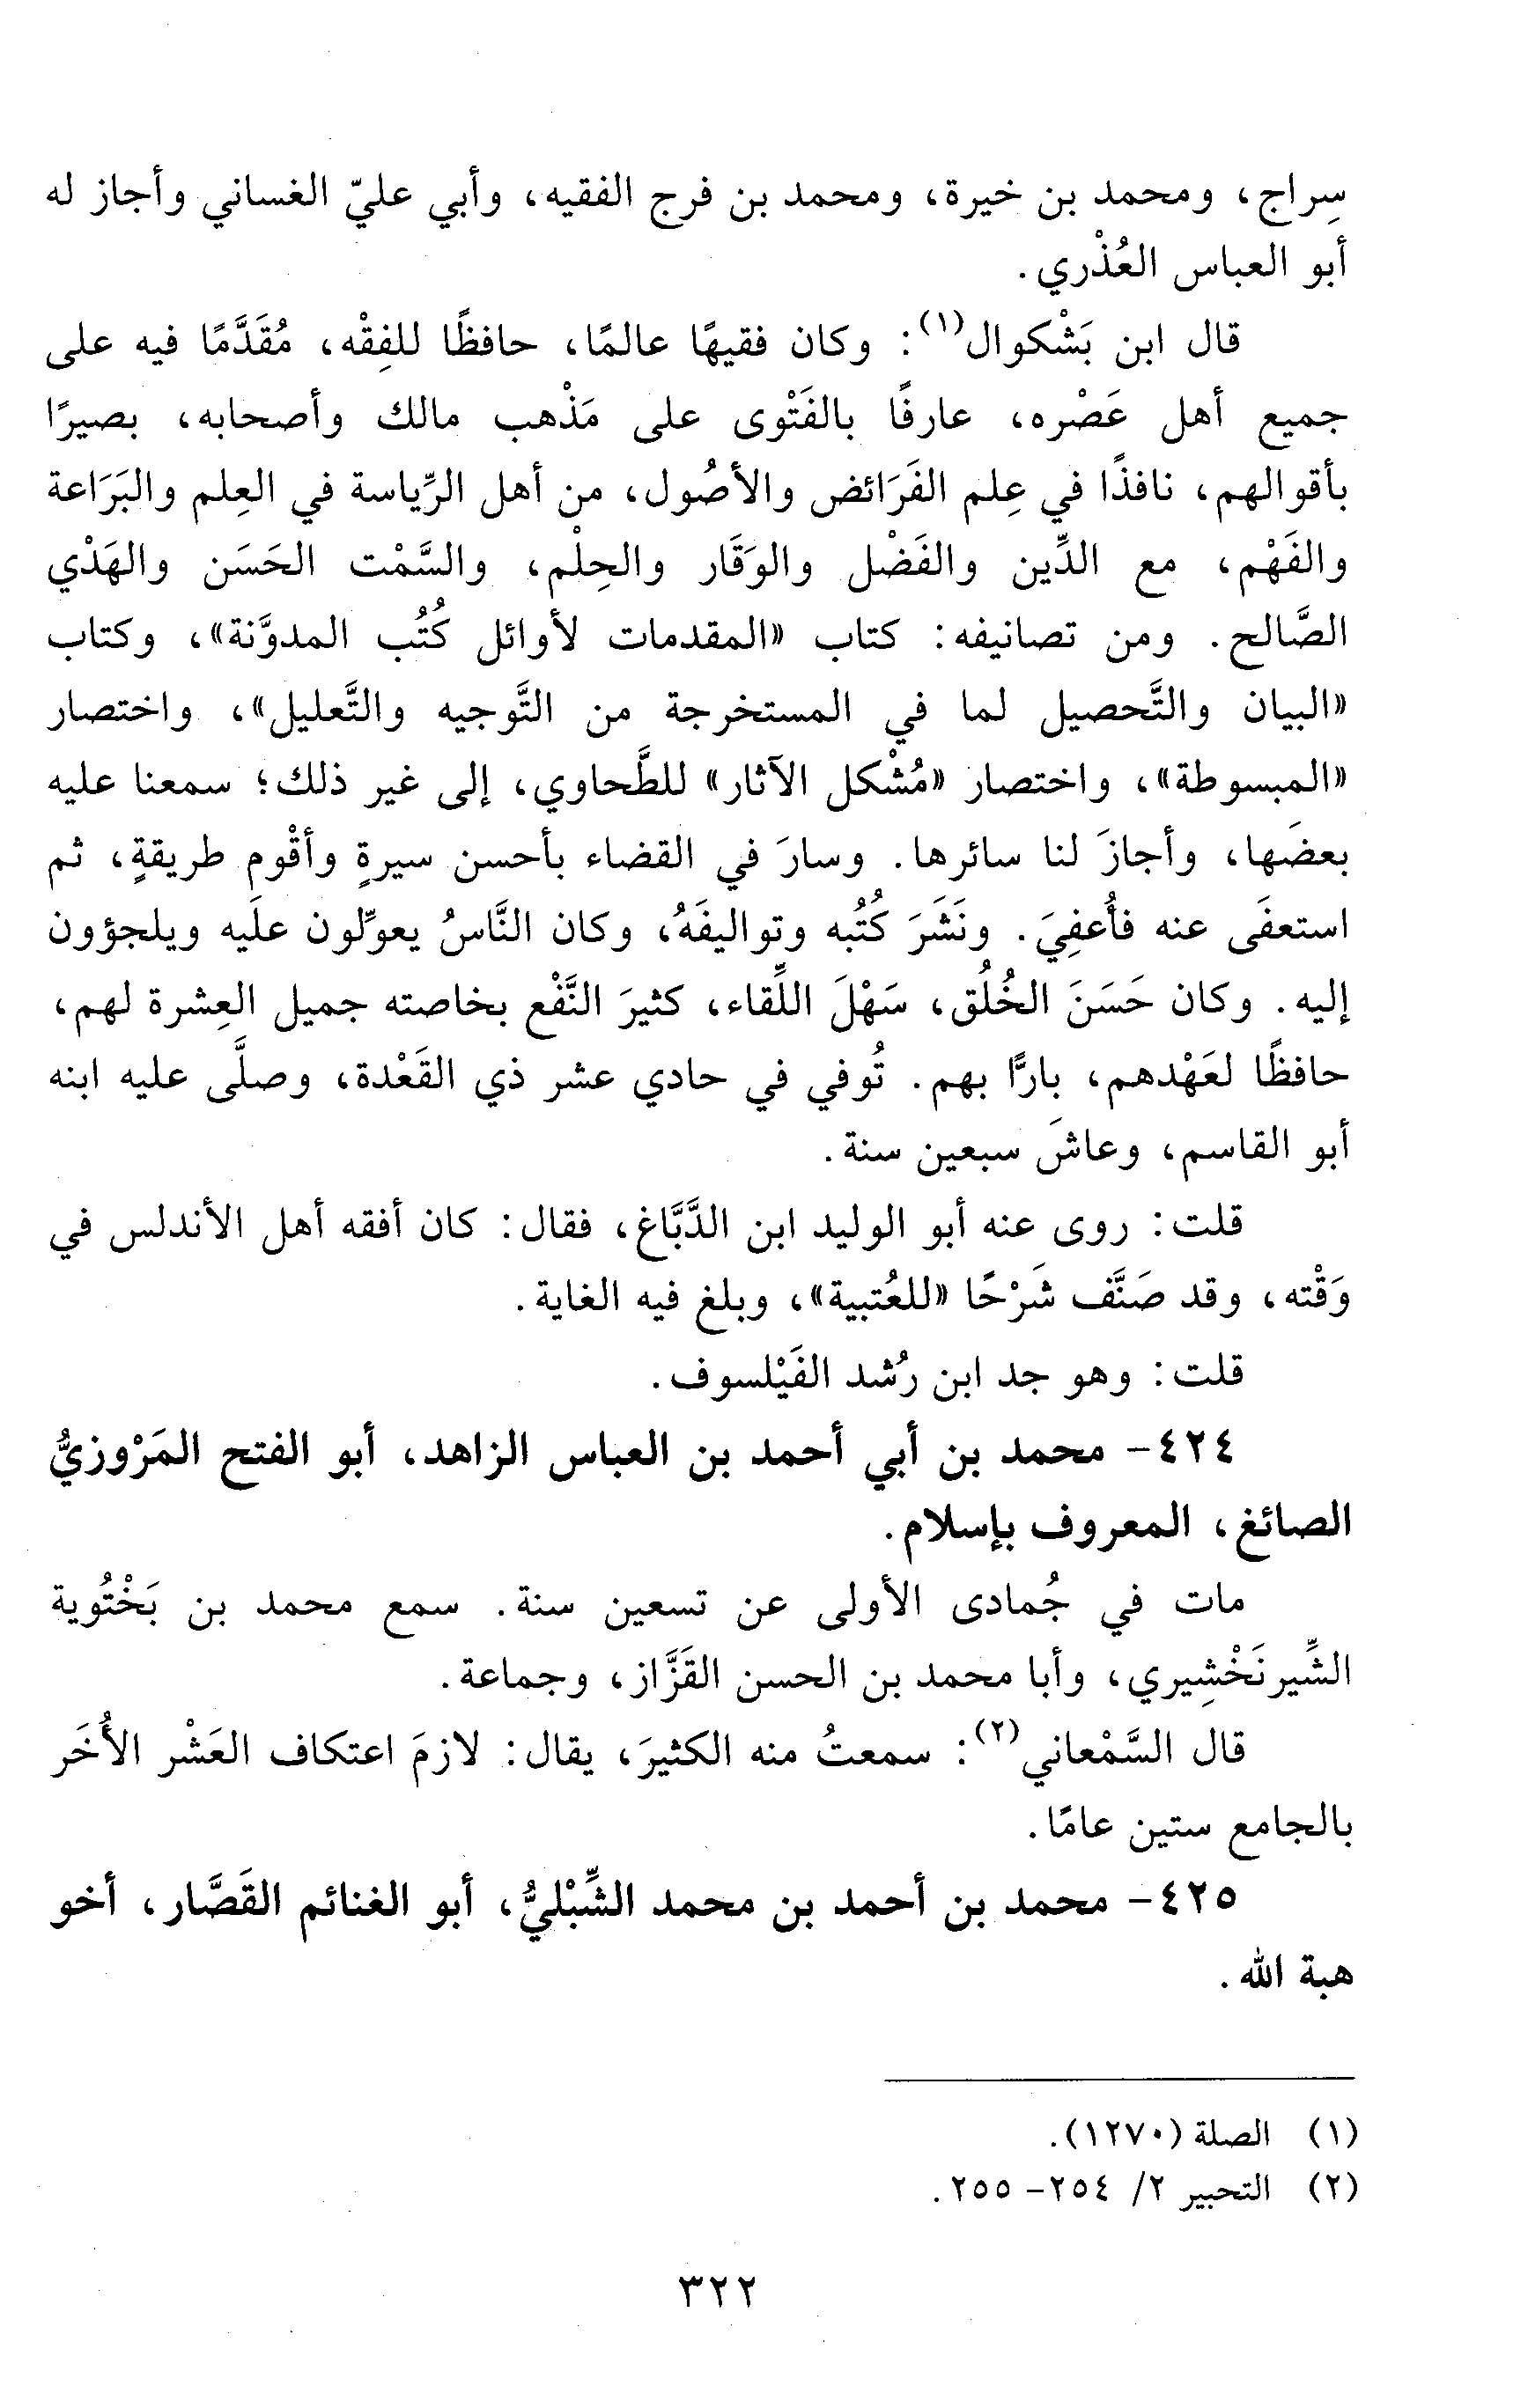 سِراج، ومحمد بن خيرة، ومحمد بن فرج الفقيه، وأبي عليّ الغساني وأجاز له
أبو العباس العُذْري.
قال ابن بَشْكوال(١): وكان فقيهًا عالمًا، حافظًا للفِقْه، مُقَدَّمًا فيه على
جميع أهل عَصْره، عارفًا بالفَتْوى على مَذْهب مالك وأصحابه، بصيرًا
بأقوالهم، نافذًا في عِلم الفَرَائض والأصُول، من أهل الرِّياسة في العِلم والبَرَاعة
والفَهْم، مع الدِّين والفَضْل والوَقَار والحِلْم، والسَّمْت الحَسَن والهَدْي
الصَّالح. ومن تصانيفه: كتاب «المقدمات لأوائل كُتُب المدوَّنة»، وكتاب
«البيان والتَّحصيل لما في المستخرجة من التَّوجيه والتَّعليل»، واختصار
«المبسوطة»، واختصار «مُشْكل الآثار» للطَّحاوي، إلى غير ذلك؛ سمعنا عليه
بعضَها، وأجازَ لنا سائرها. وسارَ في القضاء بأحسن سيرةٍ وأقْوم طريقةٍ، ثم
استعفَى عنه فأُعفِيَ. ونَشَرَ كُتُبه وتواليفَهُ، وكان النَّاسُ يعوِّلون علَيه ويلجؤون
إليه. وكان حَسَنَ الخُلُق، سَهْلَ اللِّقاء، كثيرَ النَّفْع بخاصته جميل العِشرة لهم،
حافظًا لعَهْدهم، بارًّا بهم. تُوفي في حادي عشر ذي القَعْدة، وصلَّى عليه ابنه
أبو القاسم، وعاشَ سبعين سنة.
قلت: روى عنه أبو الوليد ابن الدَّبَّاغ، فقال: كان أفقه أهل الأندلس في
وَقْته، وقد صَنَّف شَرْحًا «للعُتبية»، وبلغ فيه الغاية.
قلت: وهو جد ابن رُشد الفَيْلسوف.
٤٢٤- محمد بن أبي أحمد بن العباس الزاهد، أبو الفتح المَرْوزيُّ
الصائغ، المعروف بإسلام.
مات في جُمادى الأولى عن تسعين سنة. سمع محمد بن بَخْتُوية
الشِّيرنَخْشِيري، وأبا محمد بن الحسن القَزَّاز، وجماعة.
قال السَّمْعاني(٢): سمعتُ منه الكثيرَ، يقال: لازمَ اعتكاف العَشْر الأُخَر
بالجامع ستين عامًا.
٤٢٥- محمد بن أحمد بن محمد الشِّبْليُّ، أبو الغنائم القَصَّار، أخو
هبة الله.
(١) الصلة (١٢٧٠).
(٢) التحبير ٢/ ٢٥٤- ٢٥٥.
٣٢٢